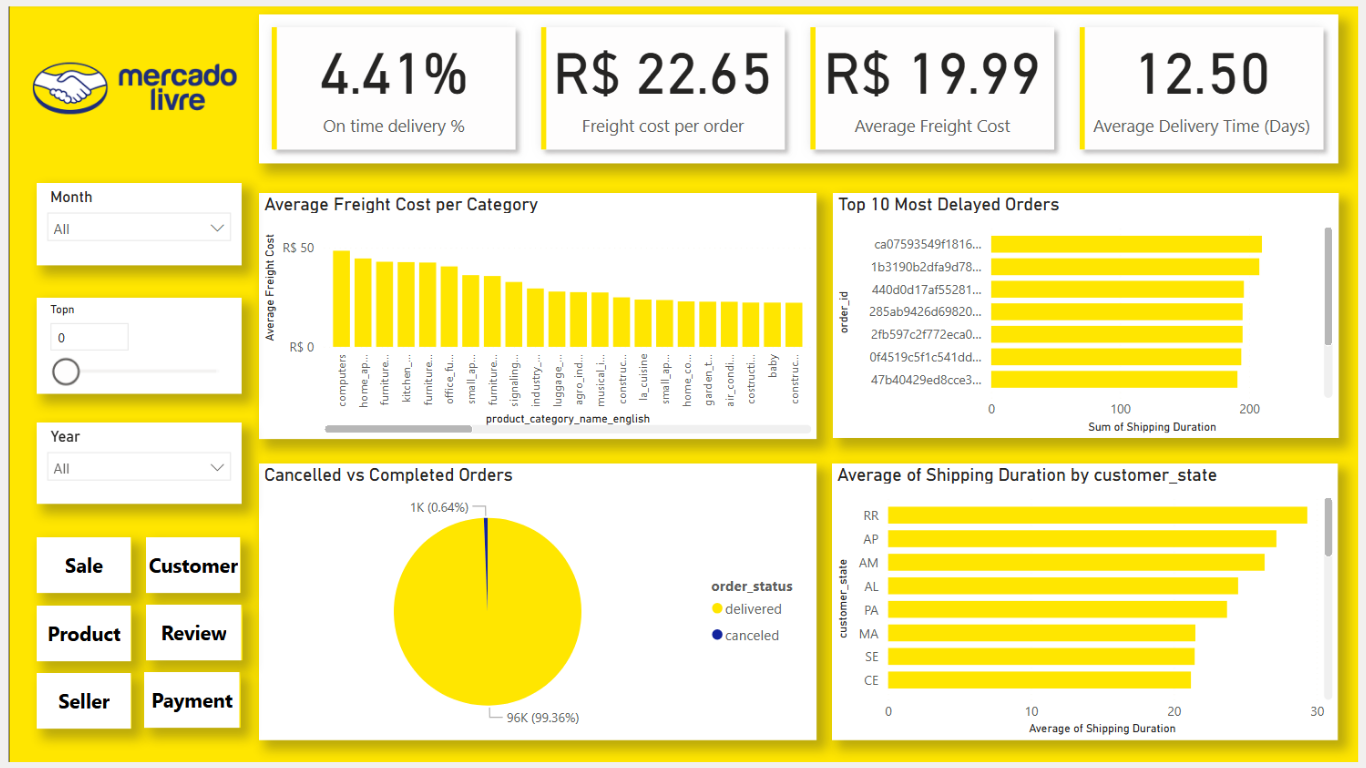 mercado
livre
4.41%
On time delivery %
R$ 22.65
Freight cost per order
R$ 19.99
Average Freight Cost
12.50
Average Delivery Time (Days)
Month
All
Topn
0
Year
All
Sale
Customer
Product
Review
Seller
Payment
Average Freight Cost per Category
Average Freight Cost
R$ 50
R$ 0
computers
home_ap...
furniture...
kitchen_...
furniture...
office_fu...
small_ap...
furniture...
signaling...
industry_...
luggage_...
agro_ind...
musical_i...
construc...
la_cuisine
small_ap...
home_co...
garden_t...
air_condi...
costructi...
baby
construc...
product_category_name_english
Top 10 Most Delayed Orders
order_id
ca07593549f1816...
1b3190b2dfa9d78...
440d0d17af55281...
285ab9426d69820...
2fb597c2f772eca0...
0f4519c5f1c541dd...
47b40429ed8cce3...
0 100 200
Sum of Shipping Duration
Cancelled vs Completed Orders
1K (0.64%)
96K (99.36%)
order_status
delivered
canceled
Average of Shipping Duration by customer_state
customer_state
RR
AP
AM
AL
PA
MA
SE
CE
0 10 20 30
Average of Shipping Duration